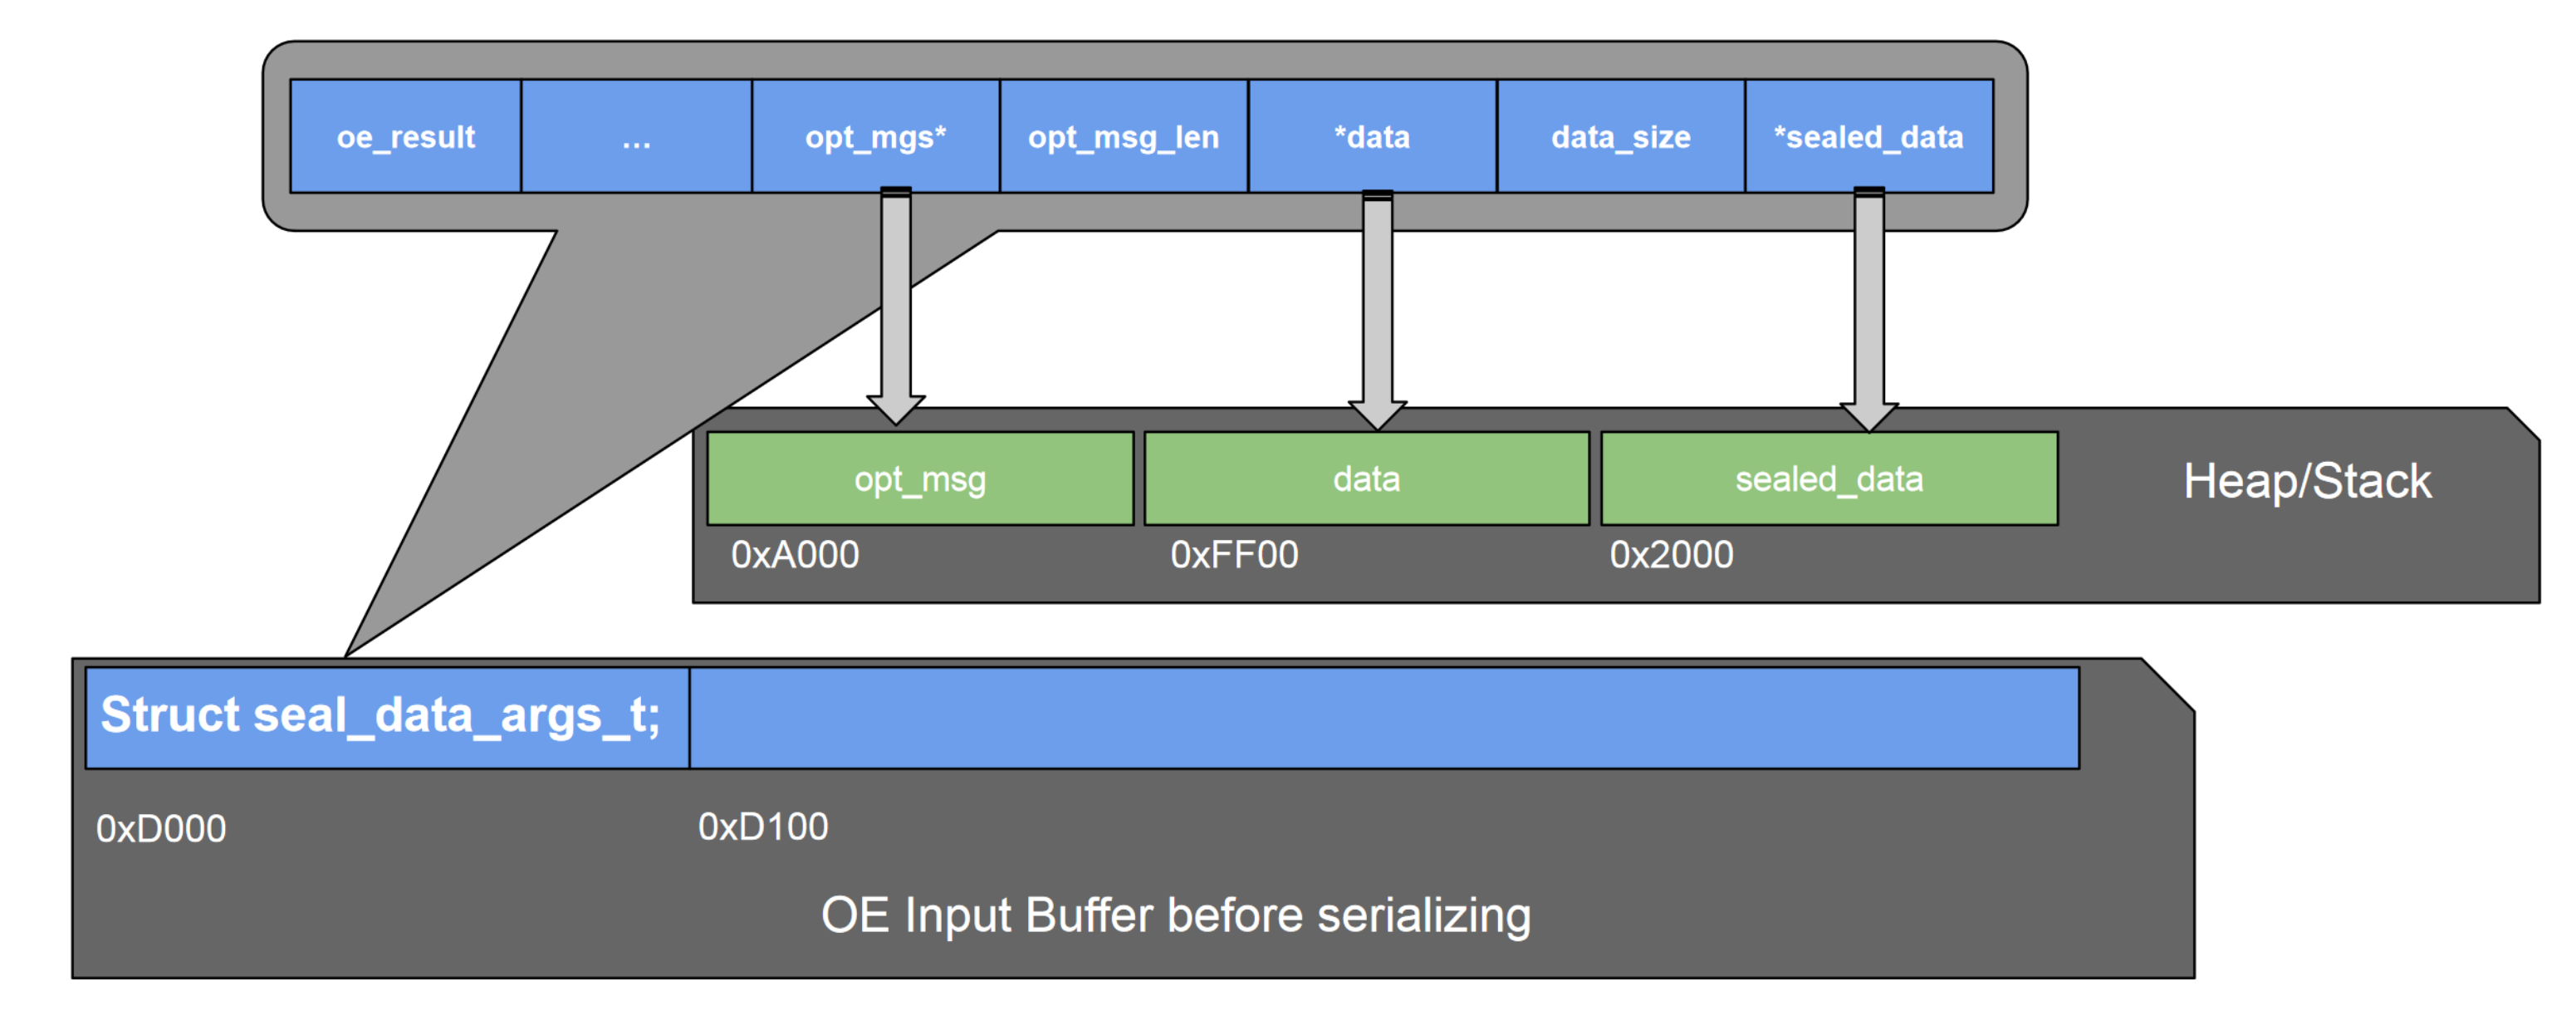 oe_result
...
opt_mgs*
opt_msg_len
*data
data_size
*sealed_data
opt_msg
data
sealed_data
Heap/Stack
0xA000
0xFF00
0x2000
Struct seal_data_args_t;
0xD000
0xD100
OE Input Buffer before serializing